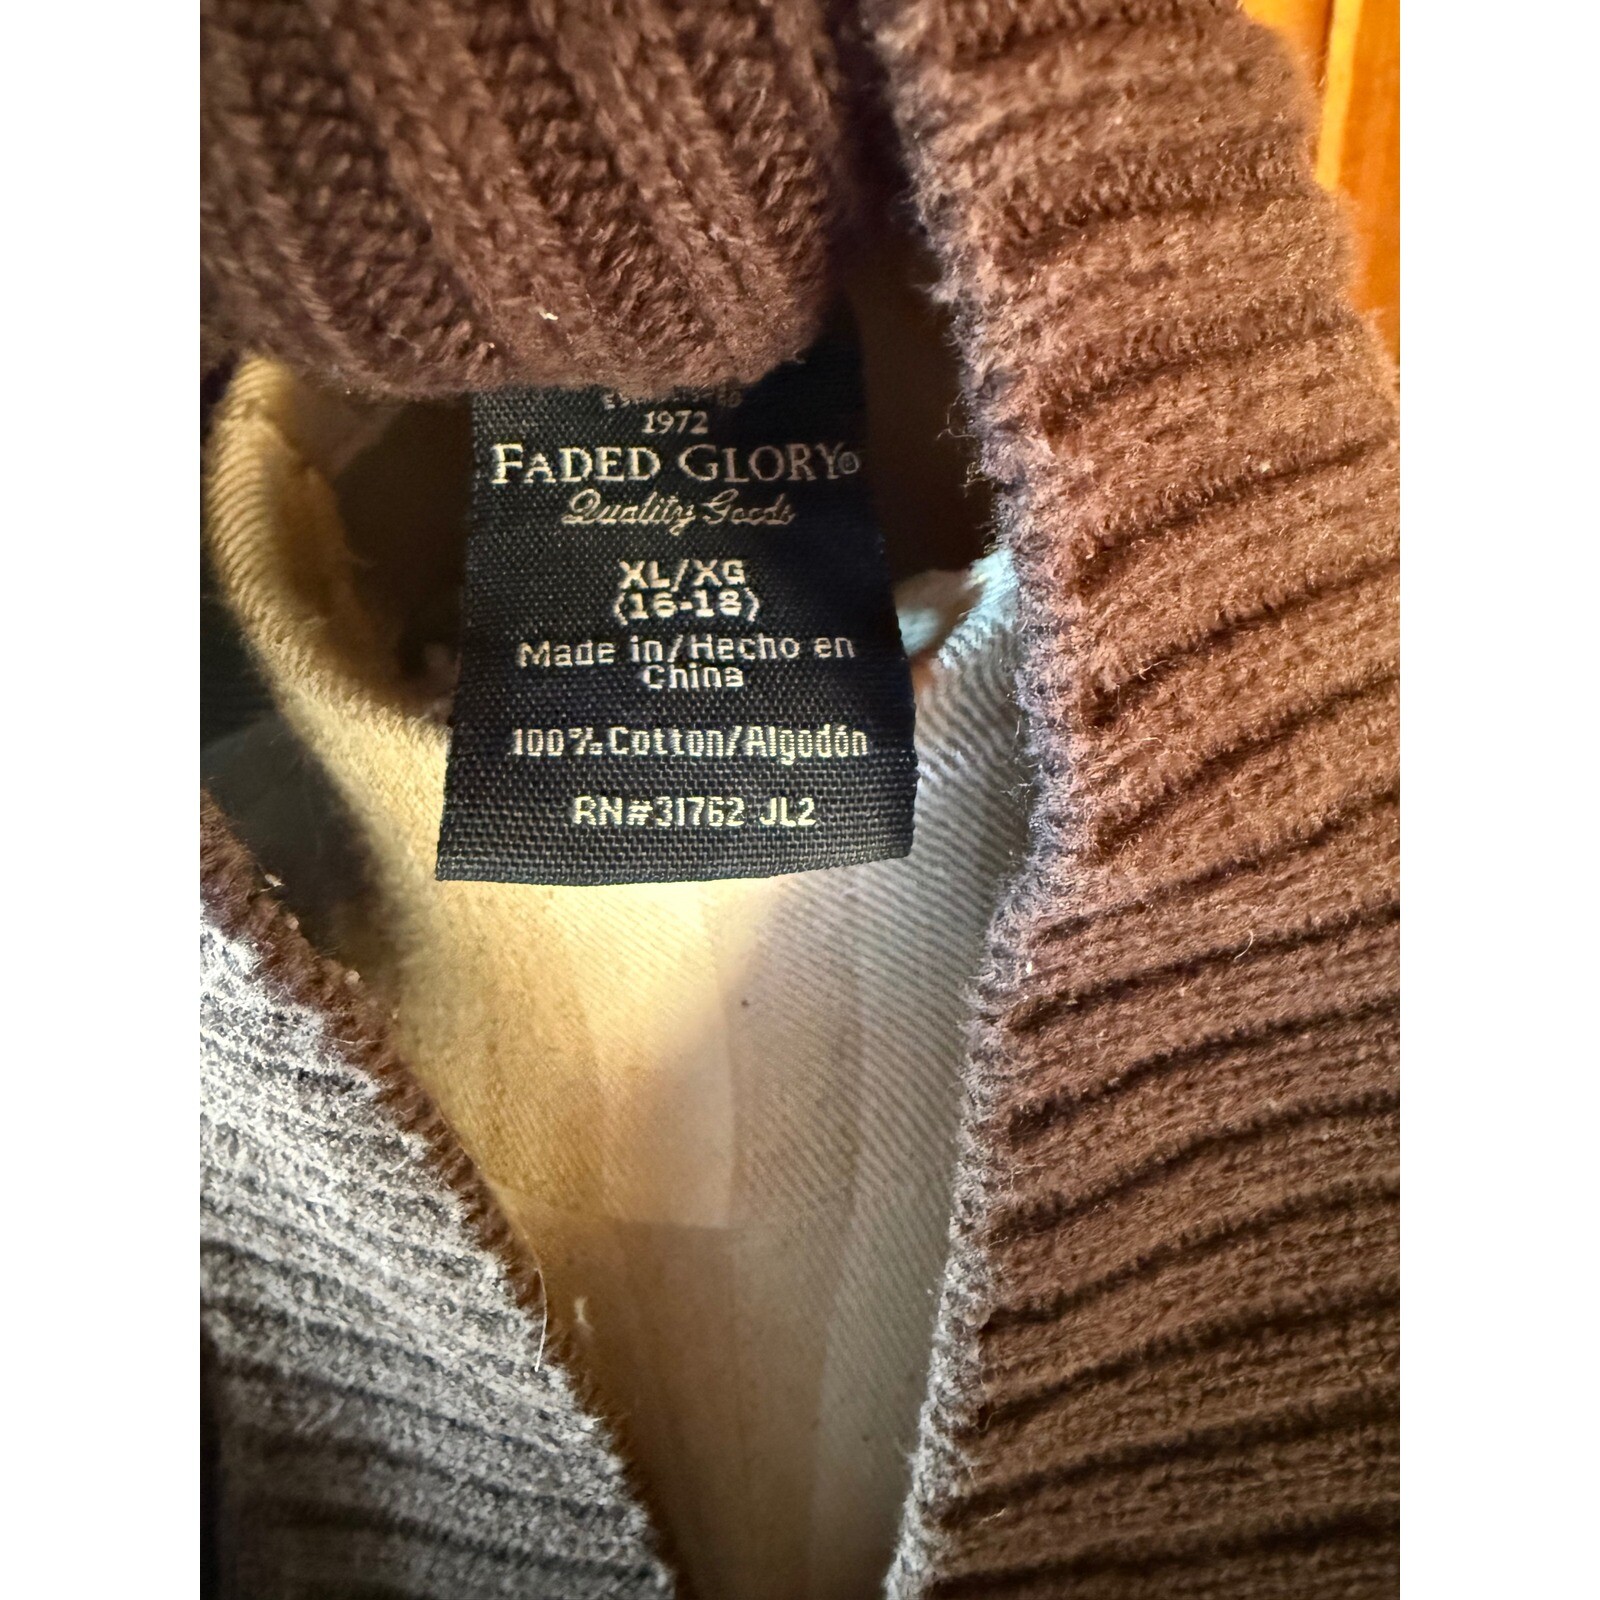 1972
FADED GLORY®
Quality Goods
XL/XG
(16-18)
Made in/Hecho en
China
100% Cotton/Algodón
RN#31762 JL2